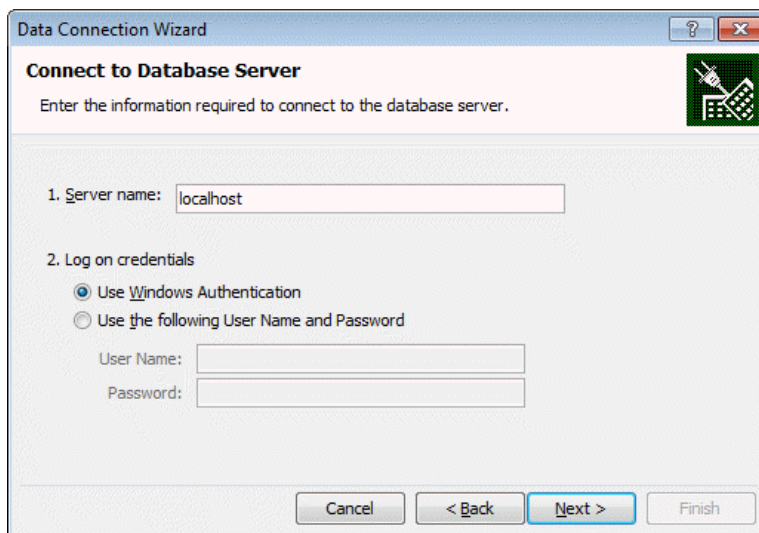 Data Connection Wizard
Connect to Database Server
Enter the information required to connect to the database server.
1. Server name: localhost
2. Log on credentials
Use Windows Authentication
Use the following User Name and Password
User Name:
Password:
Cancel < Back Next > Finish